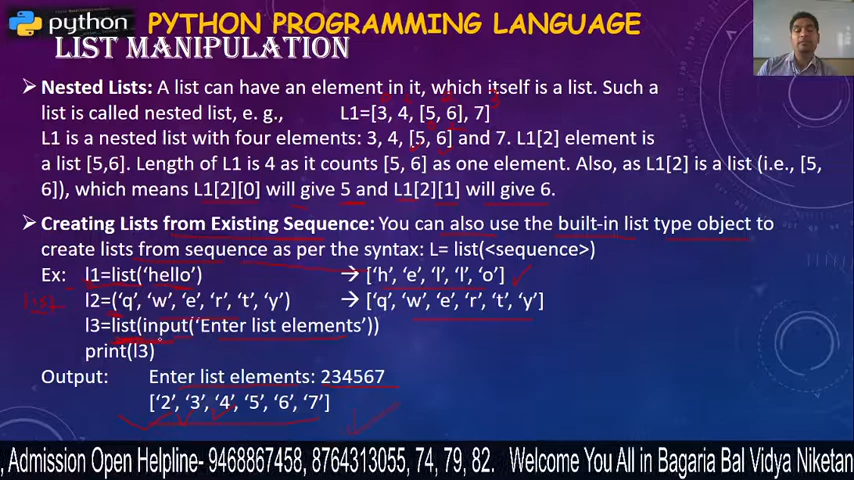 python
PYTHON PROGRAMMING LANGUAGE
LIST MANIPULATION
➢ Nested Lists: A list can have an element in it, which itself is a list. Such a
list is called nested list, e. g., L1=[3, 4, [5, 6], 7]
L1 is a nested list with four elements: 3, 4, [5, 6] and 7. L1[2] element is
a list [5,6]. Length of L1 is 4 as it counts [5, 6] as one element. Also, as L1[2] is a list (i.e., [5,
6]), which means L1[2][0] will give 5 and L1[2][1] will give 6.
➢ Creating Lists from Existing Sequence: You can also use the built-in list type object to
create lists from sequence as per the syntax: L= list(<sequence>)
Ex: l1=list(‘hello’) → [‘h’, ‘e’, ‘l’, ‘l’, ‘o’]
list l2=(‘q’, ‘w’, ‘e’, ‘r’, ‘t’, ‘y’) → [‘q’, ‘w’, ‘e’, ‘r’, ‘t’, ‘y’]
l3=list(input(‘Enter list elements’))
print(l3)
Output: Enter list elements: 234567
[‘2’, ‘3’, ‘4’, ‘5’, ‘6’, ‘7’]
, Admission Open Helpline- 9468867458, 8764313055, 74, 79, 82. Welcome You All in Bagaria Bal Vidya Niketan